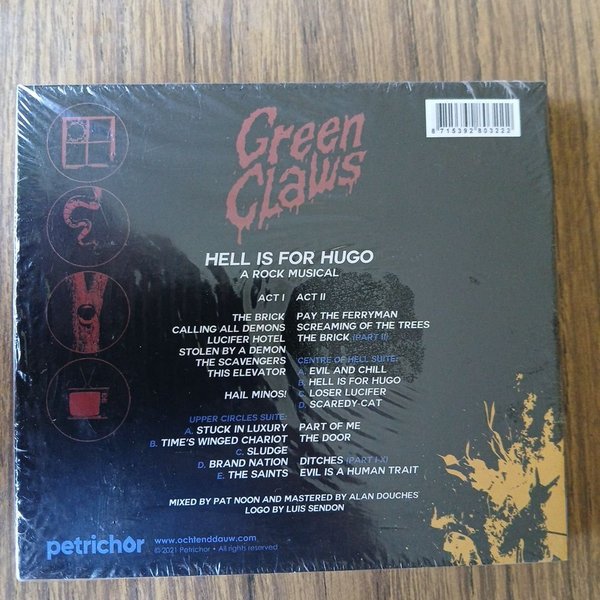 Green
Claws
8 715392 803222
HELL IS FOR HUGO
A ROCK MUSICAL
ACT I
THE BRICK
CALLING ALL DEMONS
LUCIFER HOTEL
STOLEN BY A DEMON
THE SCAVENGERS
THIS ELEVATOR
HAIL MINOS!
UPPER CIRCLES SUITE:
A. STUCK IN LUXURY
B. TIME'S WINGED CHARIOT
C. SLUDGE
D. BRAND NATION
E. THE SAINTS
ACT II
PAY THE FERRYMAN
SCREAMING OF THE TREES
THE BRICK (PART II)
CENTRE OF HELL SUITE:
A. EVIL AND CHILL
B. HELL IS FOR HUGO
C. LOSER LUCIFER
D. SCAREDY-CAT
PART OF ME
THE DOOR
DITCHES (PART I-X)
EVIL IS A HUMAN TRAIT
MIXED BY PAT NOON AND MASTERED BY ALAN DOUCHES
LOGO BY LUIS SENDON
petrichor
www.ochtenddauw.com
© 2021 Petrichor • All rights reserved